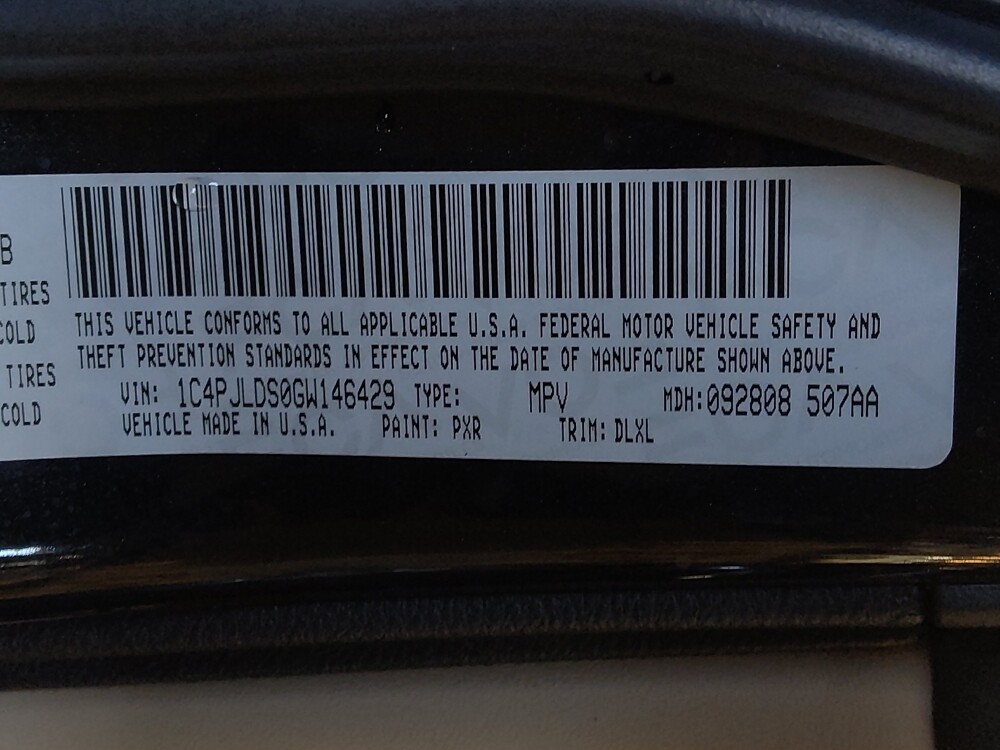 B
TIRES
COLD
TIRES
COLD
THIS VEHICLE CONFORMS TO ALL APPLICABLE U.S.A. FEDERAL MOTOR VEHICLE SAFETY AND
THEFT PREVENTION STANDARDS IN EFFECT ON THE DATE OF MANUFACTURE SHOWN ABOVE.
VIN: 1C4PJLDS0GW146429 TYPE: MPV MDH:092808 507AA
VEHICLE MADE IN U.S.A. PAINT: PXR TRIM: DLXL